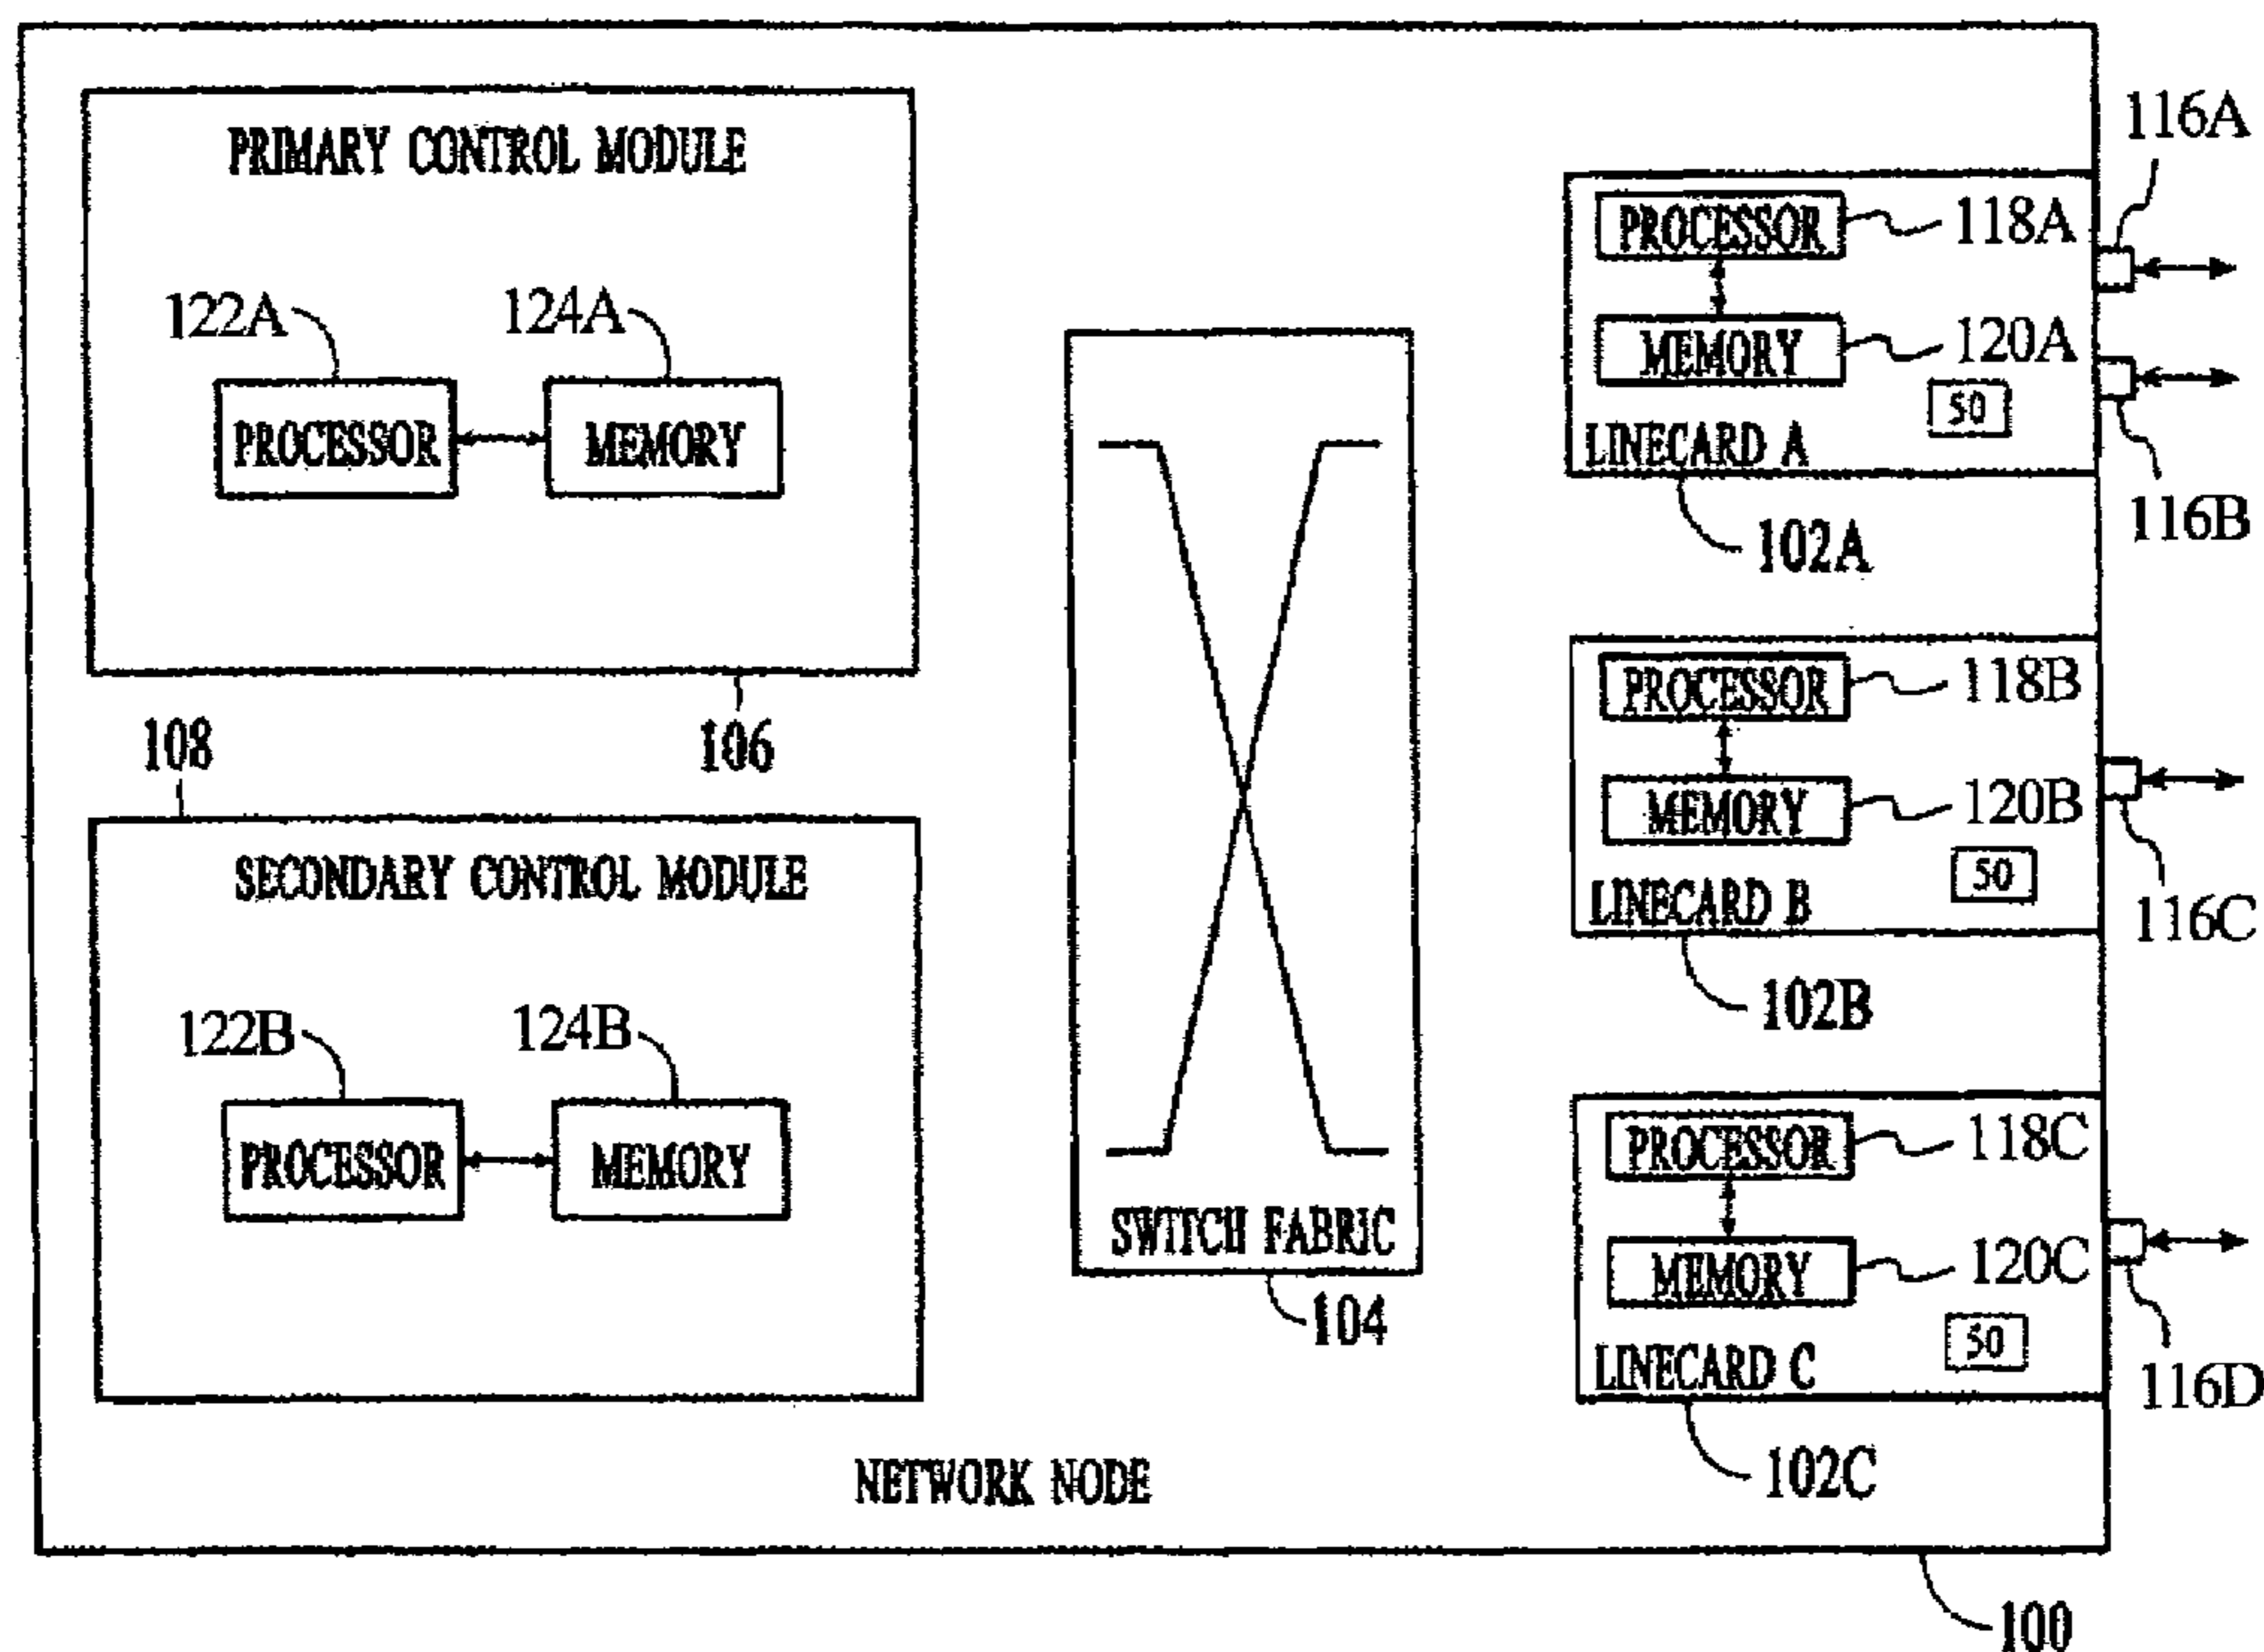 PRIMARY CONTROL MODULE
122A
124A
PROCESSOR
MEMORY
106
108
SECONDARY CONTROL MODULE
122B
124B
PROCESSOR
MEMORY
SWITCH FABRIC
104
PROCESSOR
118A
MEMORY
120A
50
LINECARD A
102A
116A
116B
PROCESSOR
118B
MEMORY
120B
50
LINECARD B
102B
116C
PROCESSOR
118C
MEMORY
120C
50
LINECARD C
102C
116D
NETWORK NODE
100